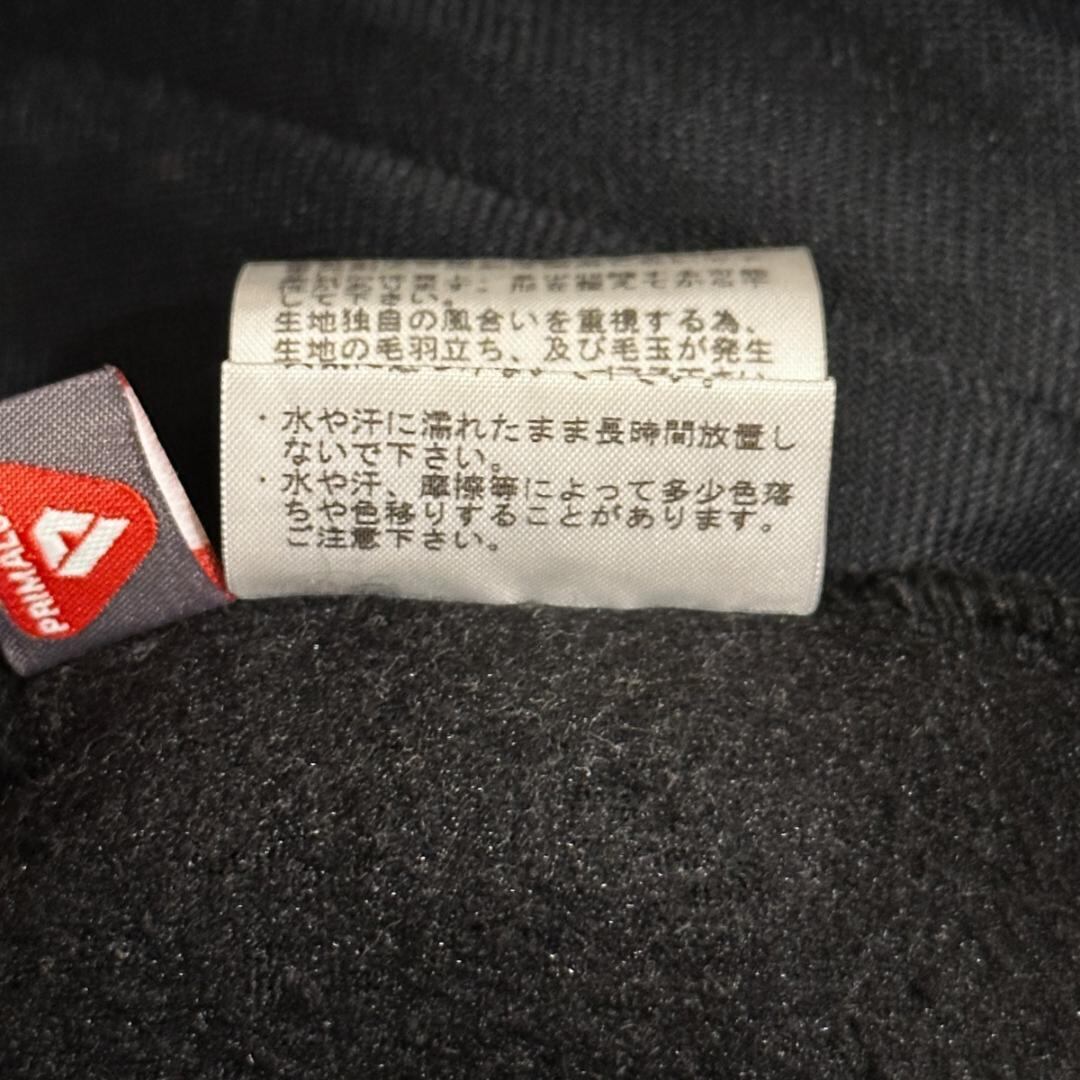 して下さい。
生地独自の風合いを重視する為、
生地の毛羽立ち、及び毛玉が発生
・水や汗に濡れたまま長時間放置し
ないで下さい。
・水や汗、摩擦等によって多少色落
ちや色移りすることがあります。
ご注意下さい。
PRIMALO